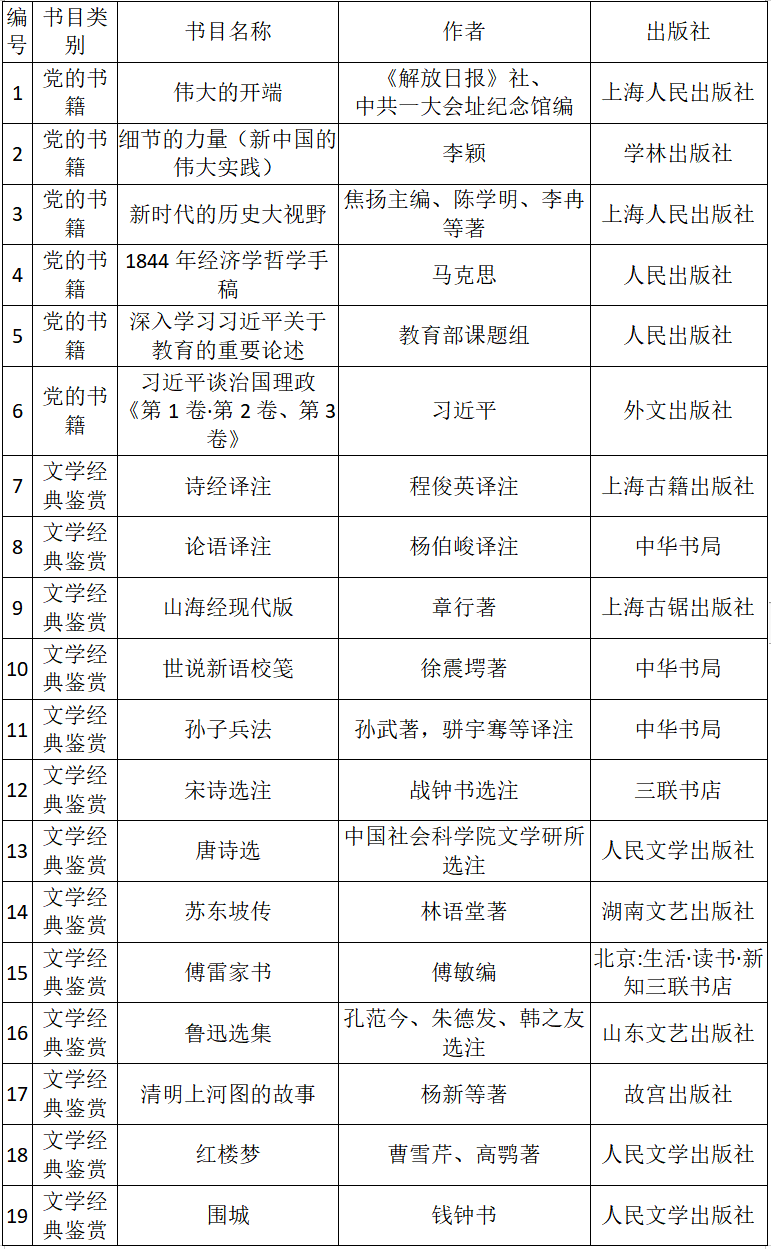 编号 书目类别 书目名称 作者 出版社
1 党的书籍 伟大的开端 《解放日报》社、中共一大会址纪念馆编 上海人民出版社
2 党的书籍 细节的力量（新中国的伟大实践） 李颖 学林出版社
3 党的书籍 新时代的历史大视野 焦扬主编、陈学明、李冉等著 上海人民出版社
4 党的书籍 1844年经济学哲学手稿 马克思 人民出版社
5 党的书籍 深入学习习近平关于教育的重要论述 教育部课题组 人民出版社
6 党的书籍 习近平谈治国理政《第1卷·第2卷、第3卷》 习近平 外文出版社
7 文学经典鉴赏 诗经译注 程俊英译注 上海古籍出版社
8 文学经典鉴赏 论语译注 杨伯峻译注 中华书局
9 文学经典鉴赏 山海经现代版 章行著 上海古锯出版社
10 文学经典鉴赏 世说新语校笺 徐震堮著 中华书局
11 文学经典鉴赏 孙子兵法 孙武著，骈宇骞等译注 中华书局
12 文学经典鉴赏 宋诗选注 战钟书选注 三联书店
13 文学经典鉴赏 唐诗选 中国社会科学院文学研所选注 人民文学出版社
14 文学经典鉴赏 苏东坡传 林语堂著 湖南文艺出版社
15 文学经典鉴赏 傅雷家书 傅敏编 北京:生活·读书·新知三联书店
16 文学经典鉴赏 鲁迅选集 孔范今、朱德发、韩之友选注 山东文艺出版社
17 文学经典鉴赏 清明上河图的故事 杨新等著 故宫出版社
18 文学经典鉴赏 红楼梦 曹雪芹、高鹗著 人民文学出版社
19 文学经典鉴赏 围城 钱钟书 人民文学出版社